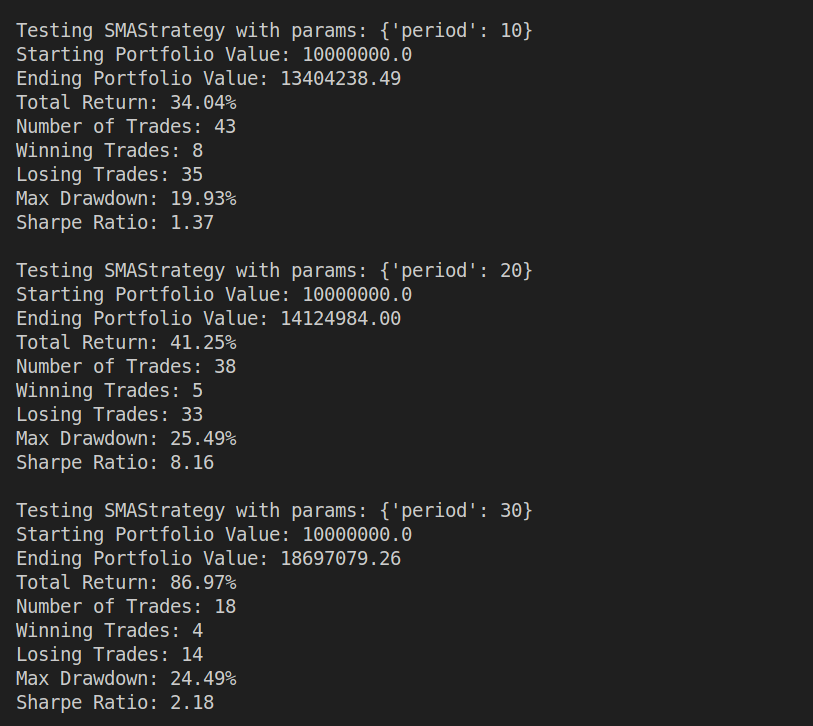 Testing SMAStrategy with params: {'period': 10}
Starting Portfolio Value: 10000000.0
Ending Portfolio Value: 13404238.49
Total Return: 34.04%
Number of Trades: 43
Winning Trades: 8
Losing Trades: 35
Max Drawdown: 19.93%
Sharpe Ratio: 1.37
Testing SMAStrategy with params: {'period': 20}
Starting Portfolio Value: 10000000.0
Ending Portfolio Value: 14124984.00
Total Return: 41.25%
Number of Trades: 38
Winning Trades: 5
Losing Trades: 33
Max Drawdown: 25.49%
Sharpe Ratio: 8.16
Testing SMAStrategy with params: {'period': 30}
Starting Portfolio Value: 10000000.0
Ending Portfolio Value: 18697079.26
Total Return: 86.97%
Number of Trades: 18
Winning Trades: 4
Losing Trades: 14
Max Drawdown: 24.49%
Sharpe Ratio: 2.18